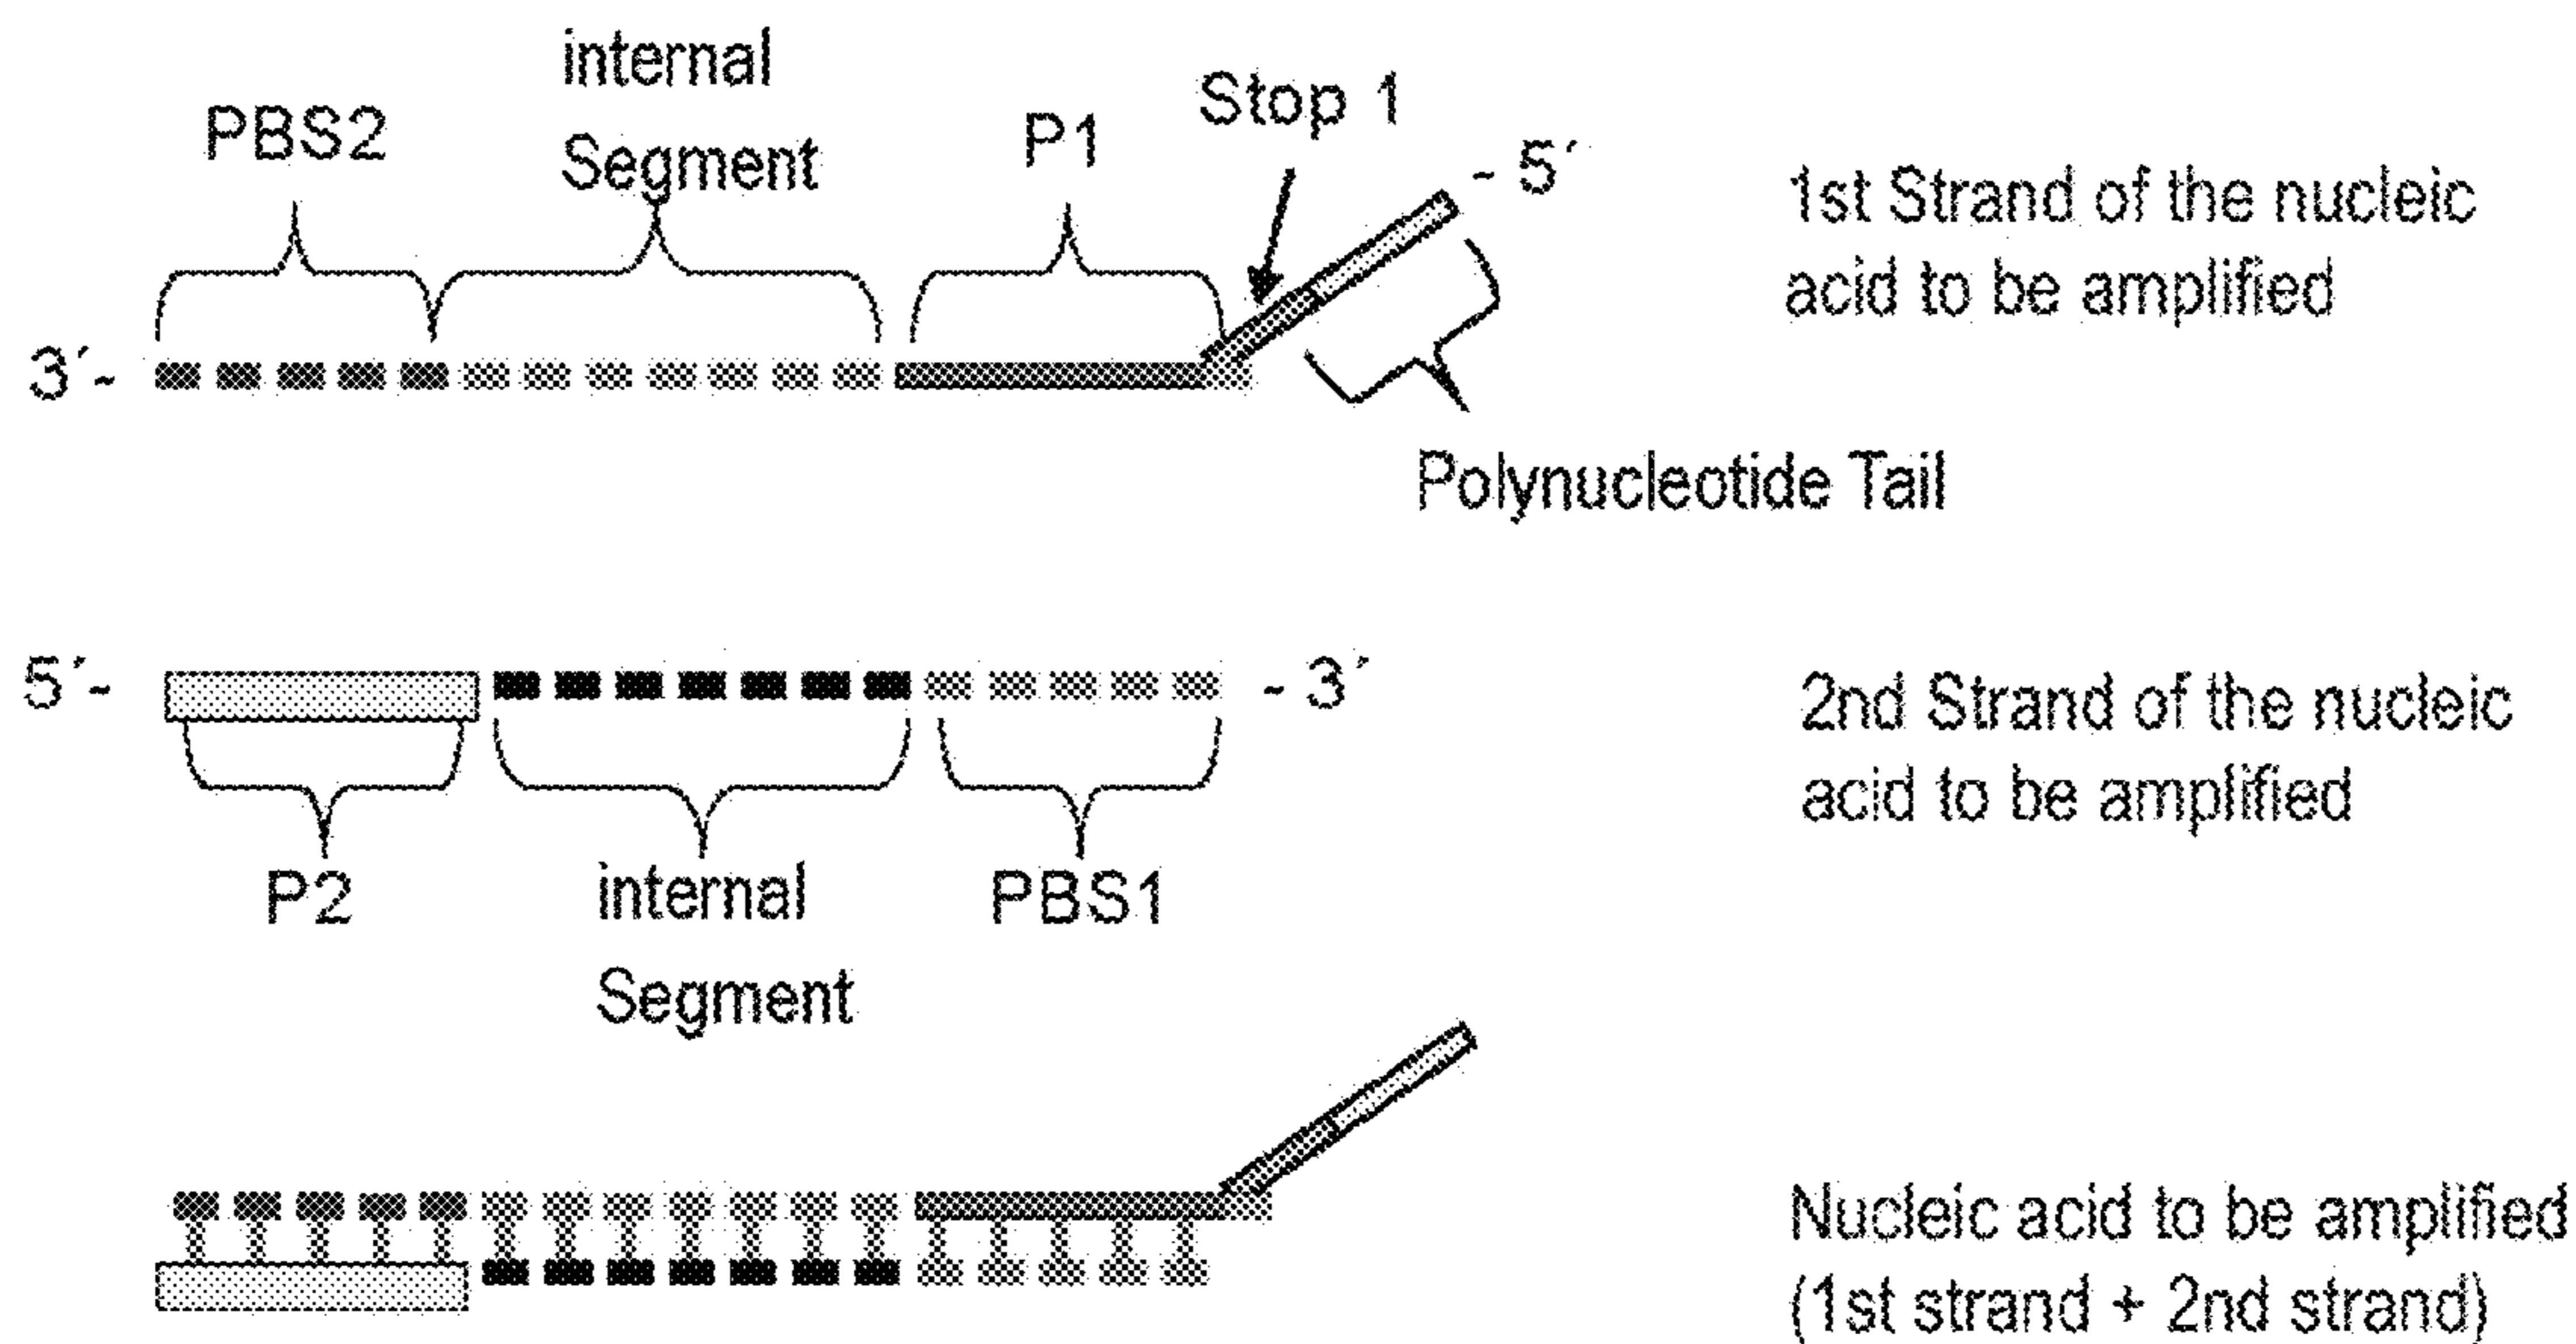 internal
Segment
PBS2
P1
Stop 1
- 5´
3´-
1st Strand of the nucleic
acid to be amplified
Polynucleotide Tail
5´-
- 3´
2nd Strand of the nucleic
acid to be amplified
P2
internal
Segment
PBS1
Nucleic acid to be amplified
(1st strand + 2nd strand)